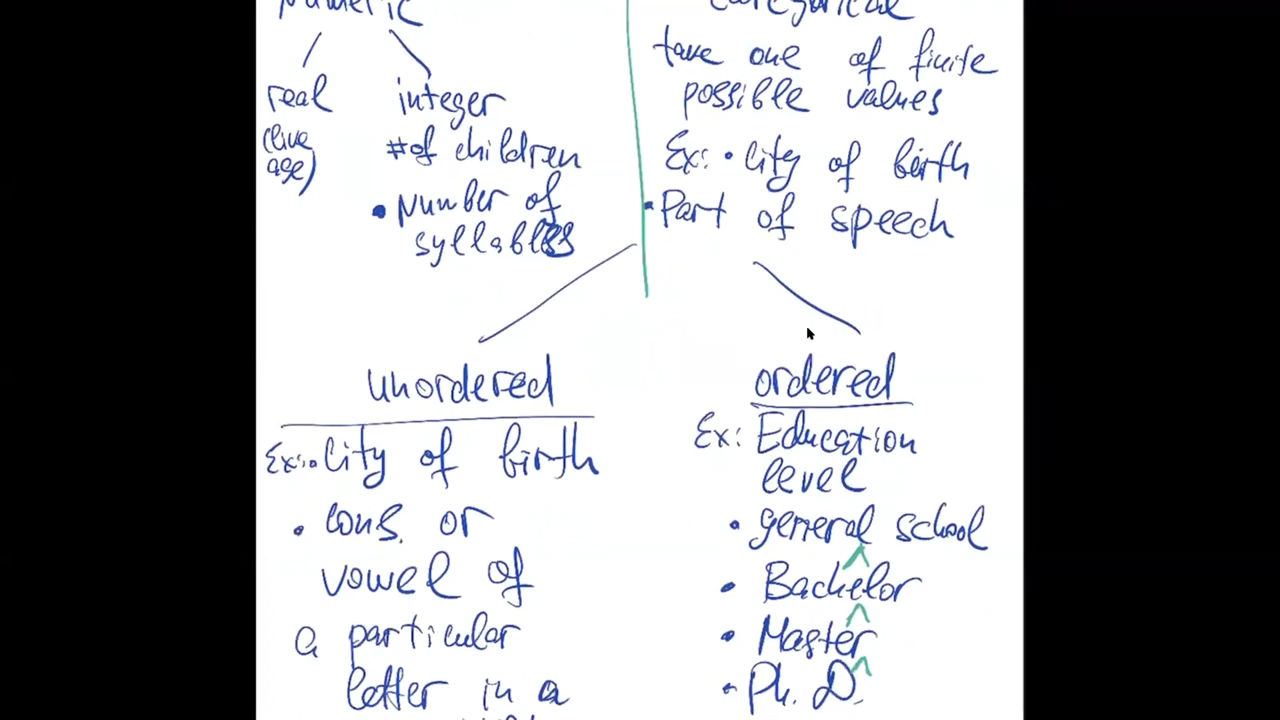 numeric
real
(live
age)
integer
#of children
• Number of
syllables
categorical
take one of finite
possible values
Ex: • City of birth
• Part of speech
unordered
Ex: • City of birth
• cons. or
vowel of
a particular
letter in a
ordered
Ex: Education
level
• general school
^
• Bachelor
^
• Master
^
• Ph. D.